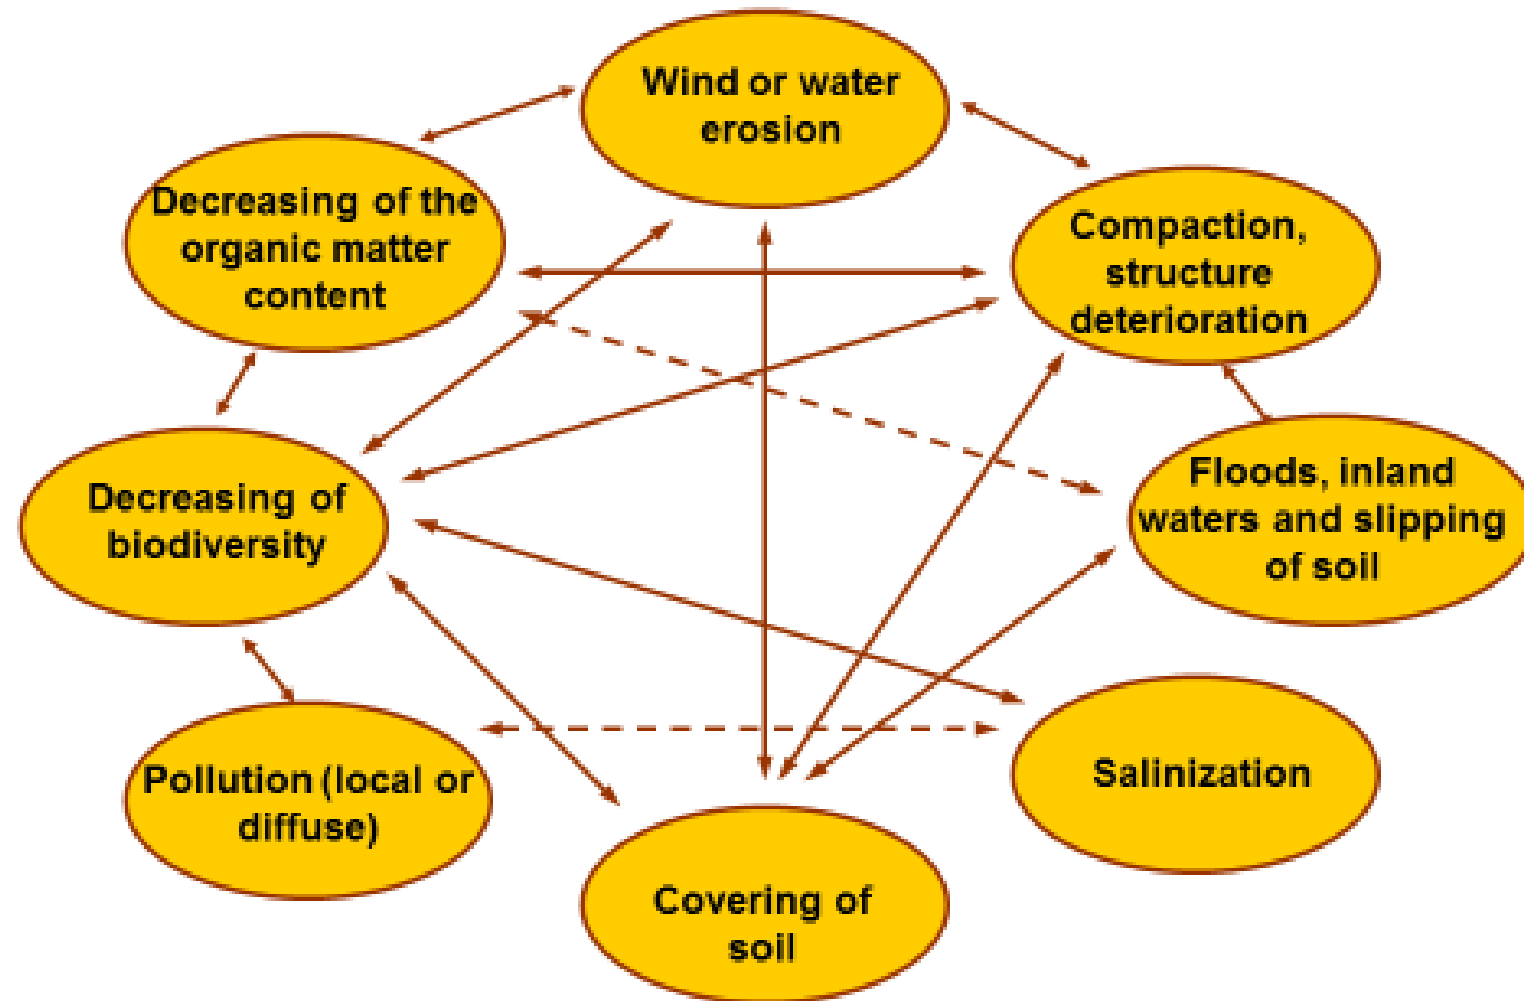 Wind or water
erosion
Decreasing of the
organic matter
content
Compaction,
structure
deterioration
Decreasing of
biodiversity
Floods, inland
waters and slipping
of soil
Pollution (local or
diffuse)
Salinization
Covering of
soil